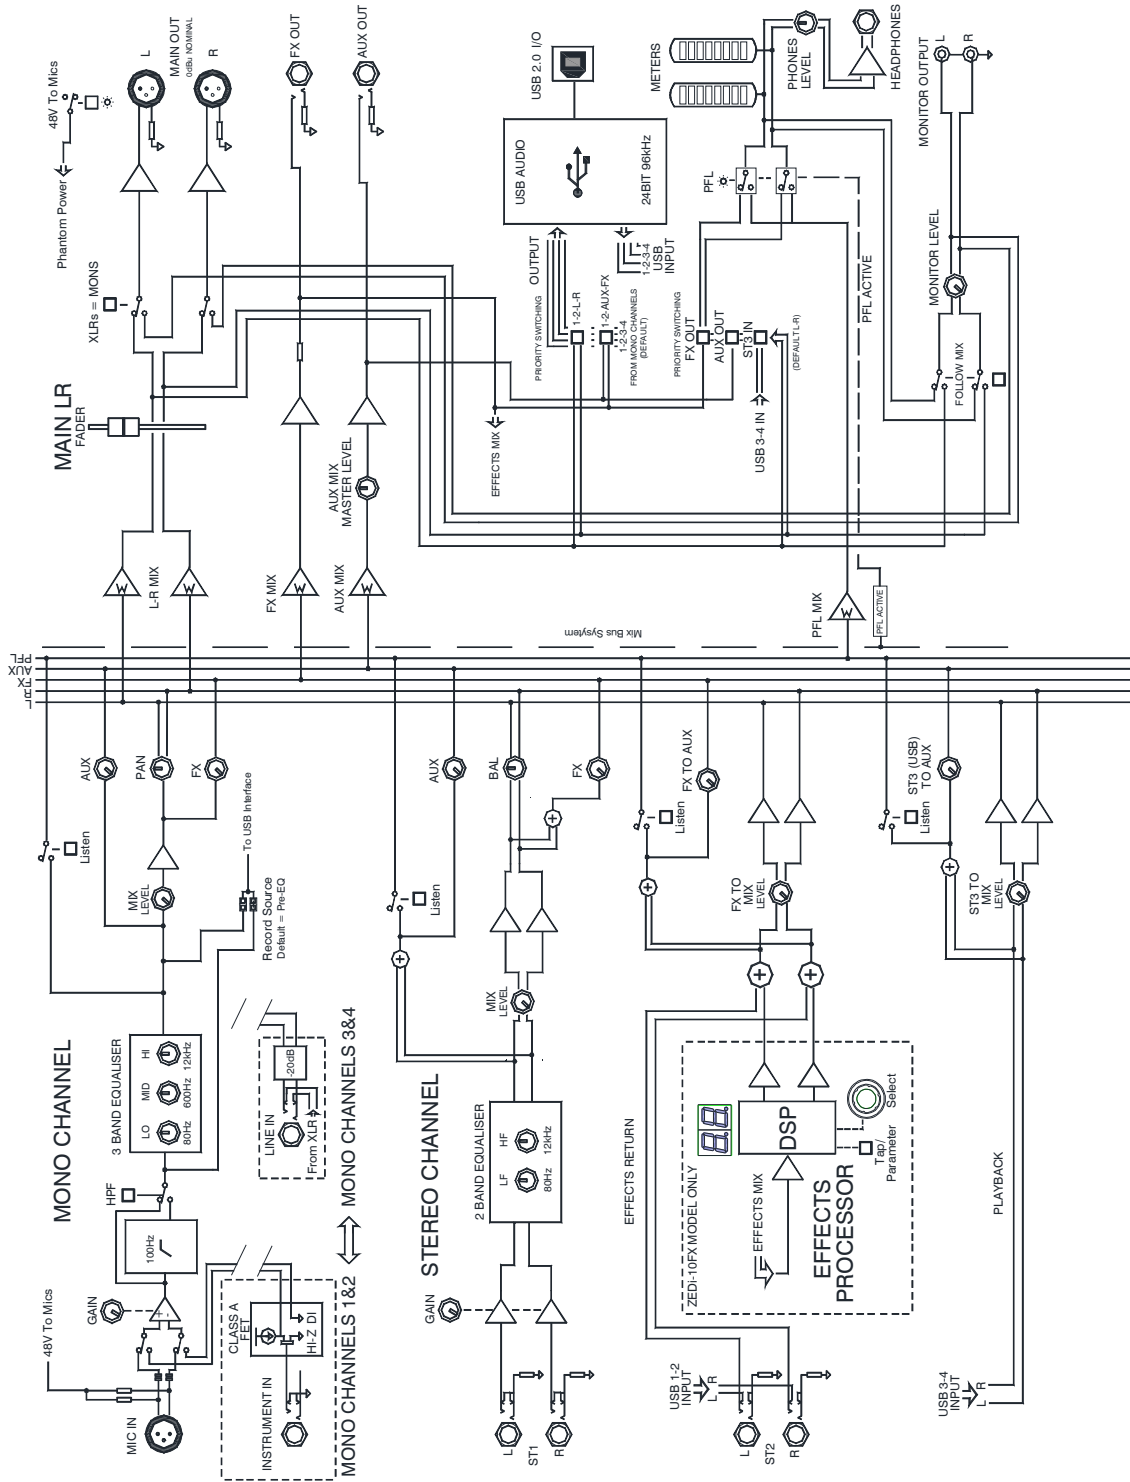 48V To Mics
MIC IN
GAIN
100Hz
HPF
MONO CHANNEL
3 BAND EQUALISER
LO
MID
HI
80Hz
600Hz
12kHz
INSTRUMENT IN
CLASS A
FET
HI-Z DI
MONO CHANNELS 1&2
MONO CHANNELS 3&4
LINE IN
-20dB
From XLR
Record Source
Default = Pre-EQ
To USB Interface
MIX
LEVEL
Listen
AUX
PAN
FX
ST1
L
R
GAIN
STEREO CHANNEL
2 BAND EQUALISER
LF
HF
80Hz
12kHz
MIX
LEVEL
Listen
AUX
BAL
FX
ST2
L
R
USB 1-2
INPUT
L
R
EFFECTS RETURN
ZEDi-10FX MODEL ONLY
EFFECTS MIX
EFFECTS
PROCESSOR
DSP
Tap/
Parameter
Select
FX TO
MIX
LEVEL
Listen
FX TO AUX
USB 3-4
INPUT
L
R
PLAYBACK
ST3 TO
MIX
LEVEL
Listen
ST3 (USB)
TO AUX
L
R
FX
AUX
PFL
Mix Bus Sysytem
L-R MIX
FX MIX
AUX MIX
PFL MIX
PFL ACTIVE
MAIN LR
FADER
AUX MIX
MASTER LEVEL
EFFECTS MIX
XLRs = MONS
Phantom Power
48V To Mics
MAIN OUT
0dBu NOMINAL
L
R
FX OUT
AUX OUT
USB 2.0 I/O
USB AUDIO
24BIT 96kHz
OUTPUT
1-2-3-4
USB
INPUT
PRIORITY SWITCHING
1-2-L-R
1-2-AUX-FX
1-2-3-4
FROM MONO CHANNELS
(DEFAULT)
PRIORITY SWITCHING
FX OUT
AUX OUT
ST3 IN
(DEFAULT L-R)
USB 3-4 IN
PFL
PFL ACTIVE
METERS
PHONES
LEVEL
HEADPHONES
MONITOR OUTPUT
L
R
MONITOR LEVEL
FOLLOW MIX